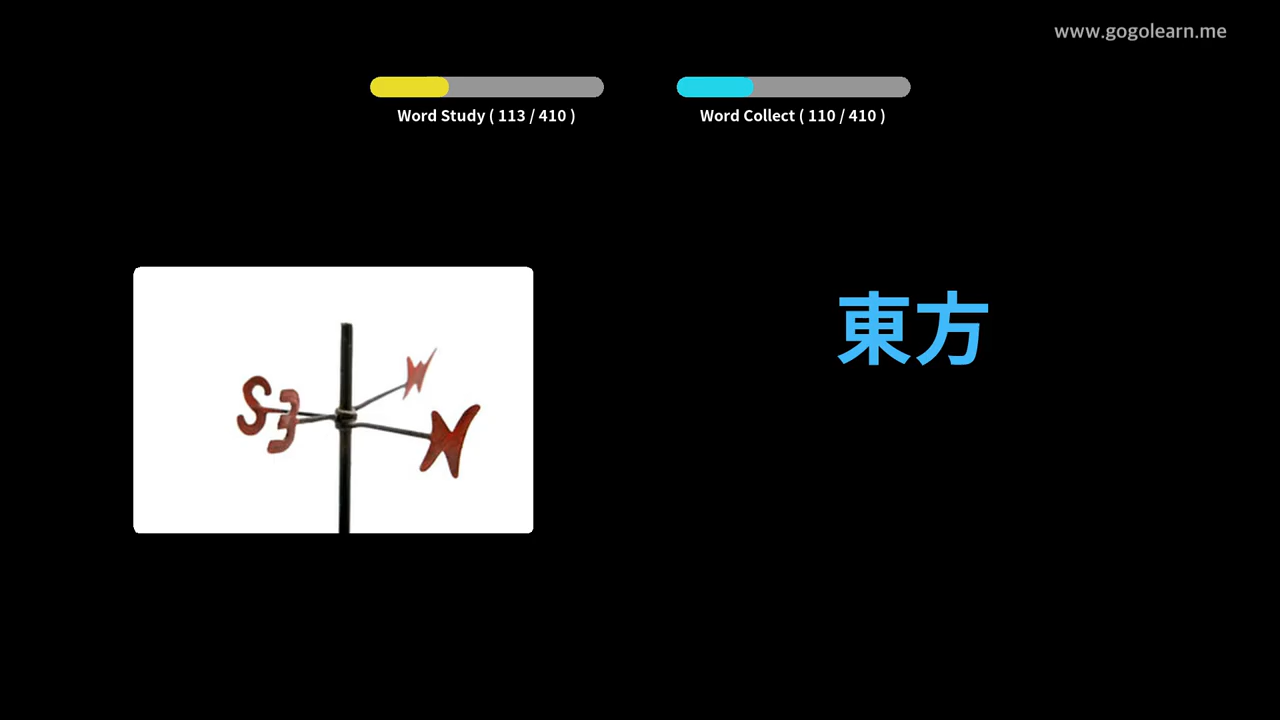 www.gogolearn.me
Word Study ( 113 / 410 )
Word Collect ( 110 / 410 )
東方
S E N